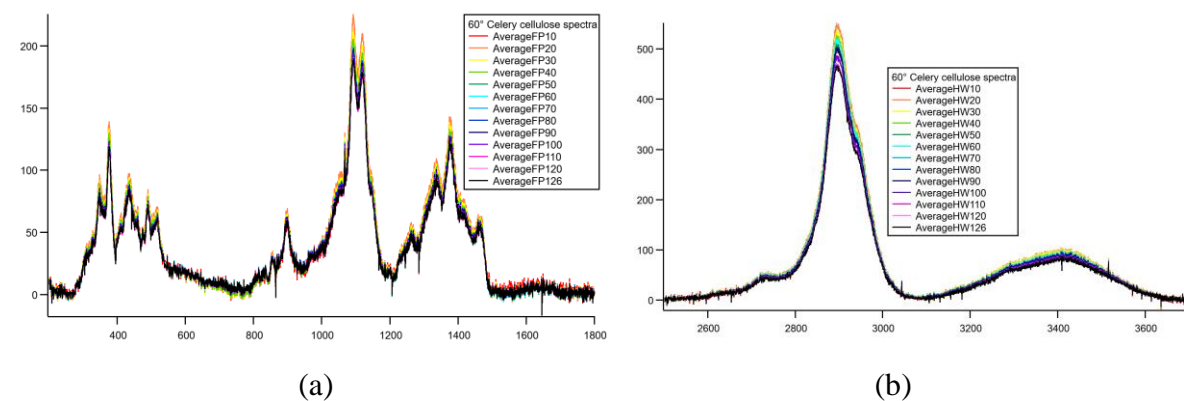 60° Celery cellulose spectra
AverageFP10
AverageFP20
AverageFP30
AverageFP40
AverageFP50
AverageFP60
AverageFP70
AverageFP80
AverageFP90
AverageFP100
AverageFP110
AverageFP120
AverageFP126
200
150
100
50
0
400 600 800 1000 1200 1400 1600 1800
(a)
60° Celery cellulose spectra
AverageHW10
AverageHW20
AverageHW30
AverageHW40
AverageHW50
AverageHW60
AverageHW70
AverageHW80
AverageHW90
AverageHW100
AverageHW110
AverageHW120
AverageHW126
500
400
300
200
100
0
2600 2800 3000 3200 3400 3600
(b)